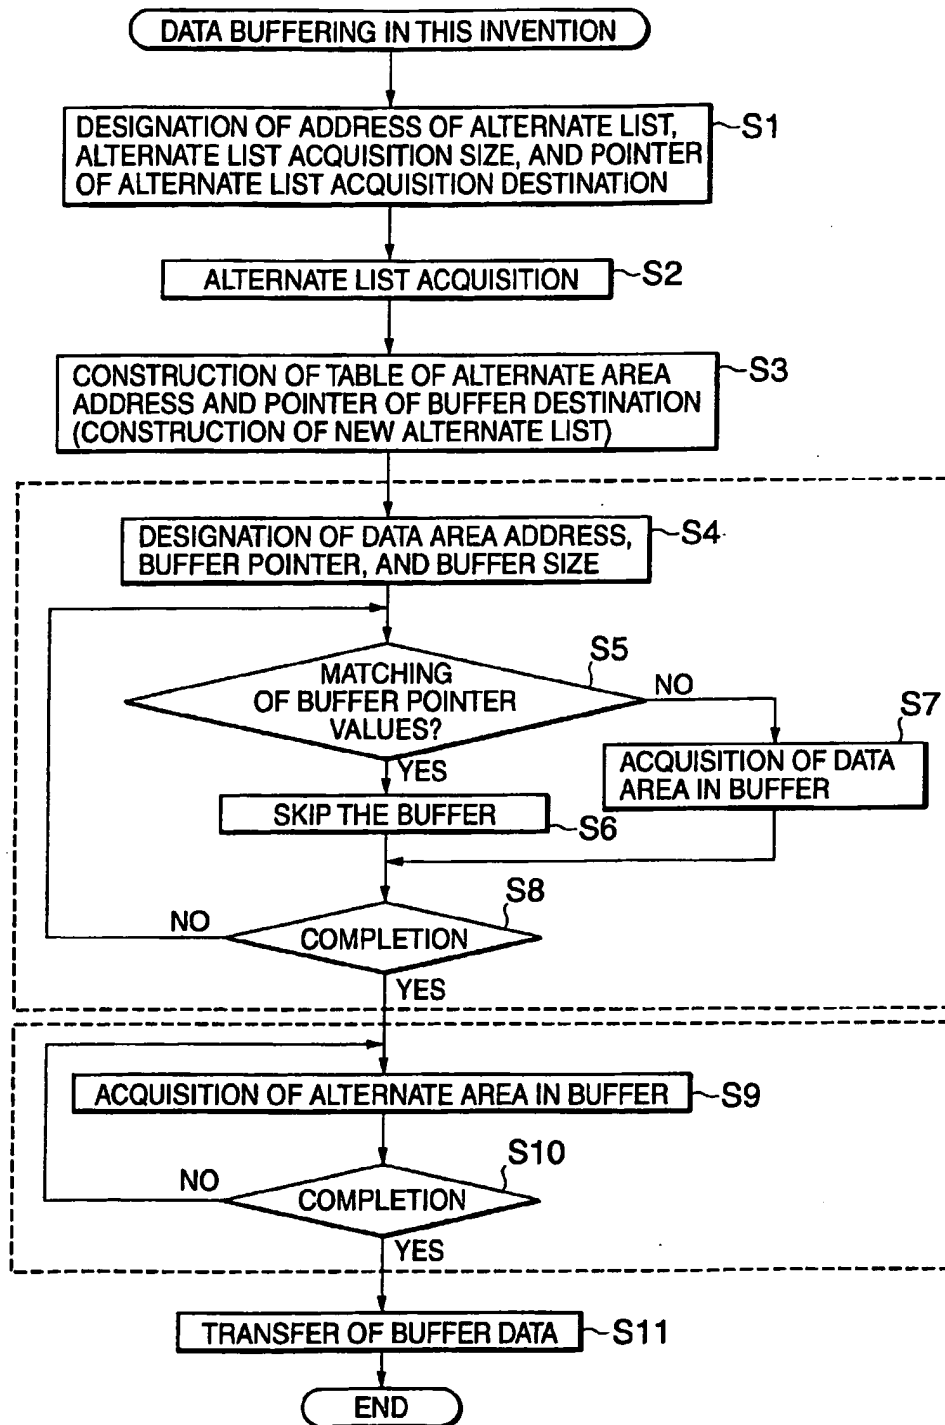 DATA BUFFERING IN THIS INVENTION
DESIGNATION OF ADDRESS OF ALTERNATE LIST,
ALTERNATE LIST ACQUISITION SIZE, AND POINTER
OF ALTERNATE LIST ACQUISITION DESTINATION
S1
ALTERNATE LIST ACQUISITION
S2
CONSTRUCTION OF TABLE OF ALTERNATE AREA
ADDRESS AND POINTER OF BUFFER DESTINATION
(CONSTRUCTION OF NEW ALTERNATE LIST)
S3
DESIGNATION OF DATA AREA ADDRESS,
BUFFER POINTER, AND BUFFER SIZE
S4
MATCHING
OF BUFFER POINTER
VALUES?
S5
NO
YES
ACQUISITION OF DATA
AREA IN BUFFER
S7
SKIP THE BUFFER
S6
COMPLETION
S8
NO
YES
ACQUISITION OF ALTERNATE AREA IN BUFFER
S9
COMPLETION
S10
NO
YES
TRANSFER OF BUFFER DATA
S11
END